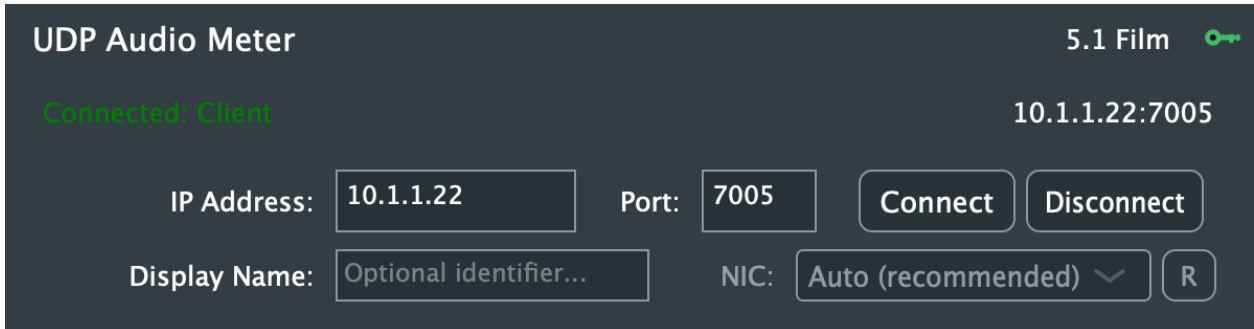 UDP Audio Meter 5.1 Film
Connected: Client 10.1.1.22:7005
IP Address: 10.1.1.22 Port: 7005 Connect Disconnect
Display Name: Optional identifier... NIC: Auto (recommended) R